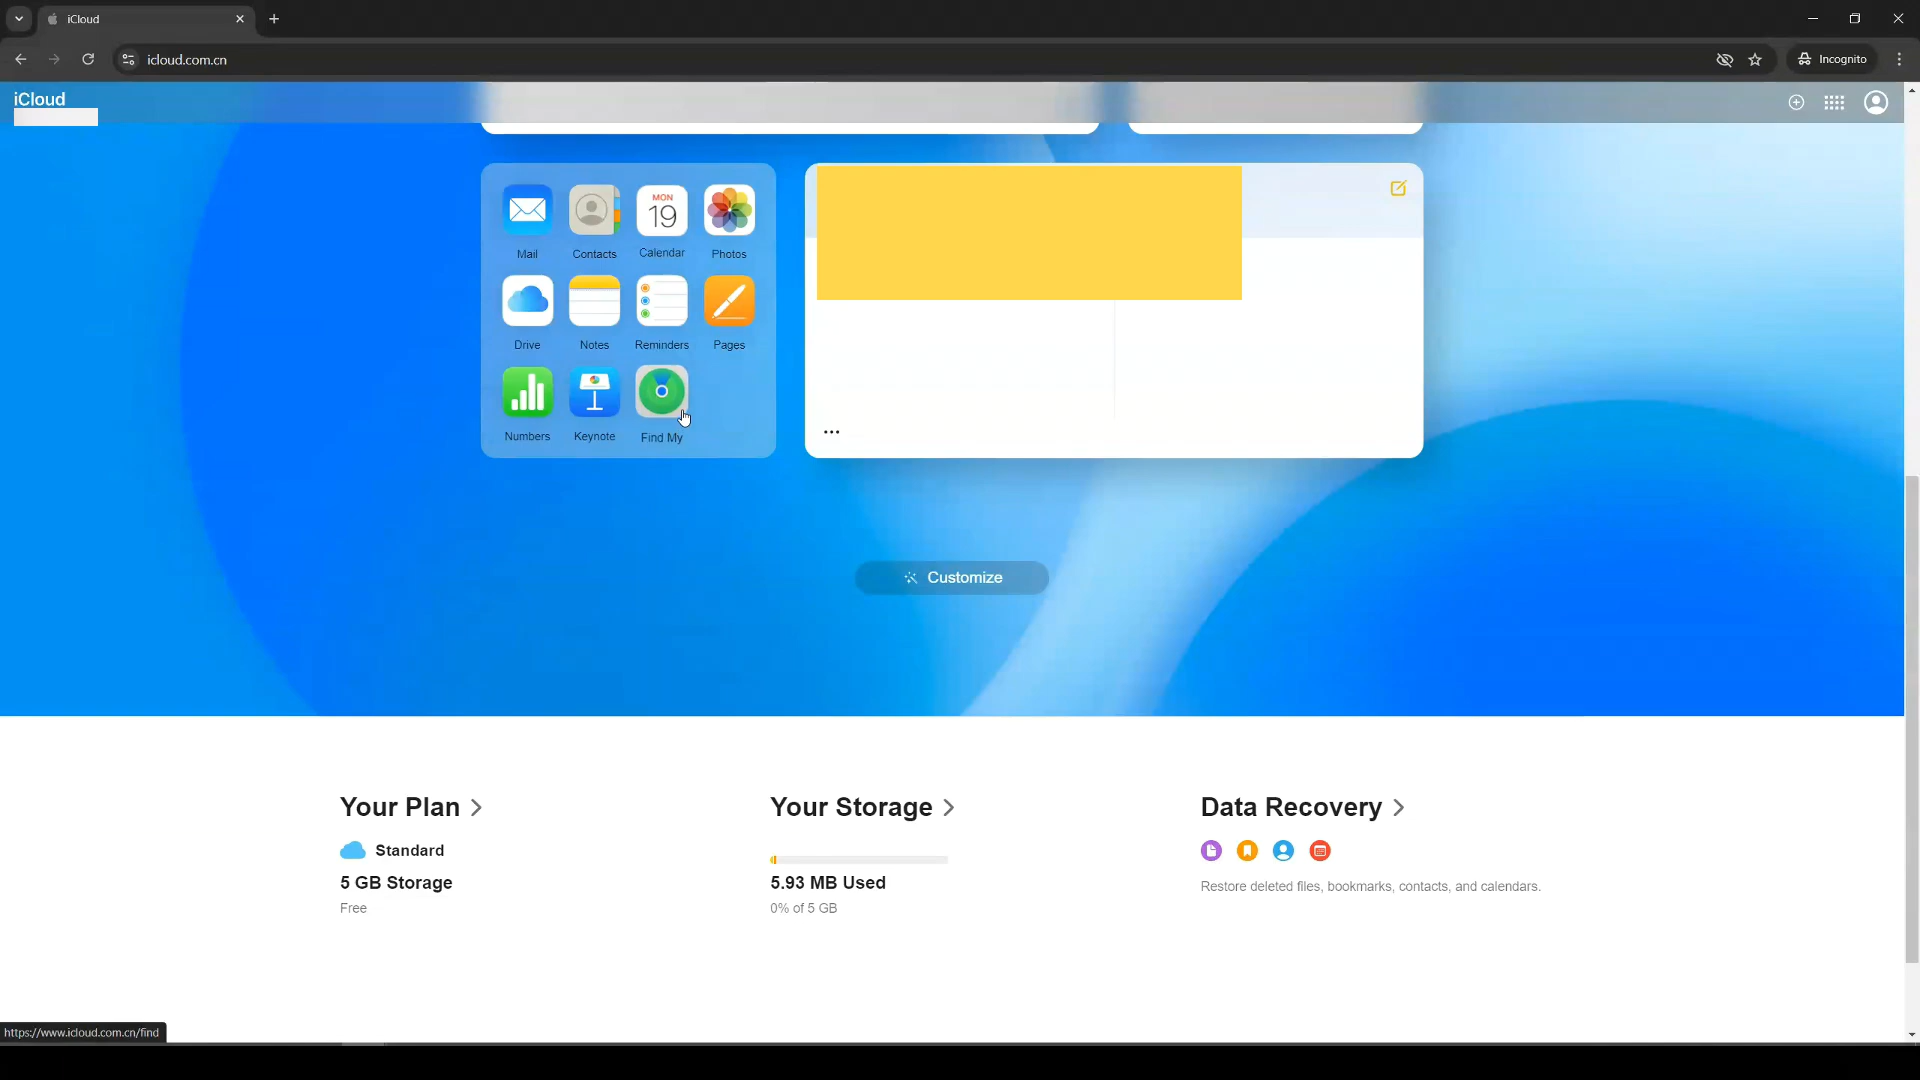 iCloud
icloud.com.cn
Incognito
iCloud
MON
19
Mail
Contacts
Calendar
Photos
Drive
Notes
Reminders
Pages
Numbers
Keynote
Find My
Customize
Your Plan
Standard
5 GB Storage
Free
Your Storage
5.93 MB Used
0% of 5 GB
Data Recovery
Restore deleted files, bookmarks, contacts, and calendars.
https://www.icloud.com.cn/find